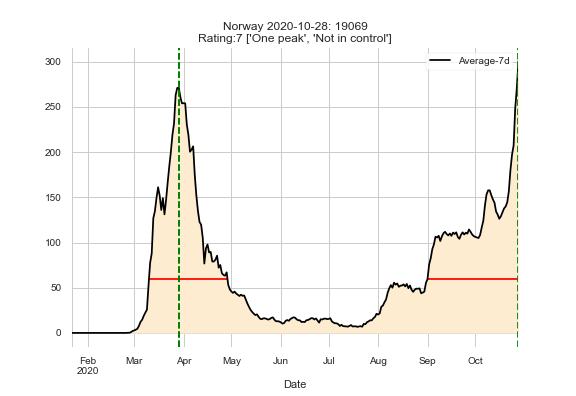 Norway 2020-10-28: 19069
Rating:7 ['One peak', 'Not in control']
Average-7d
300
250
200
150
100
50
0
Feb Mar Apr May Jun Jul Aug Sep Oct
2020
Date